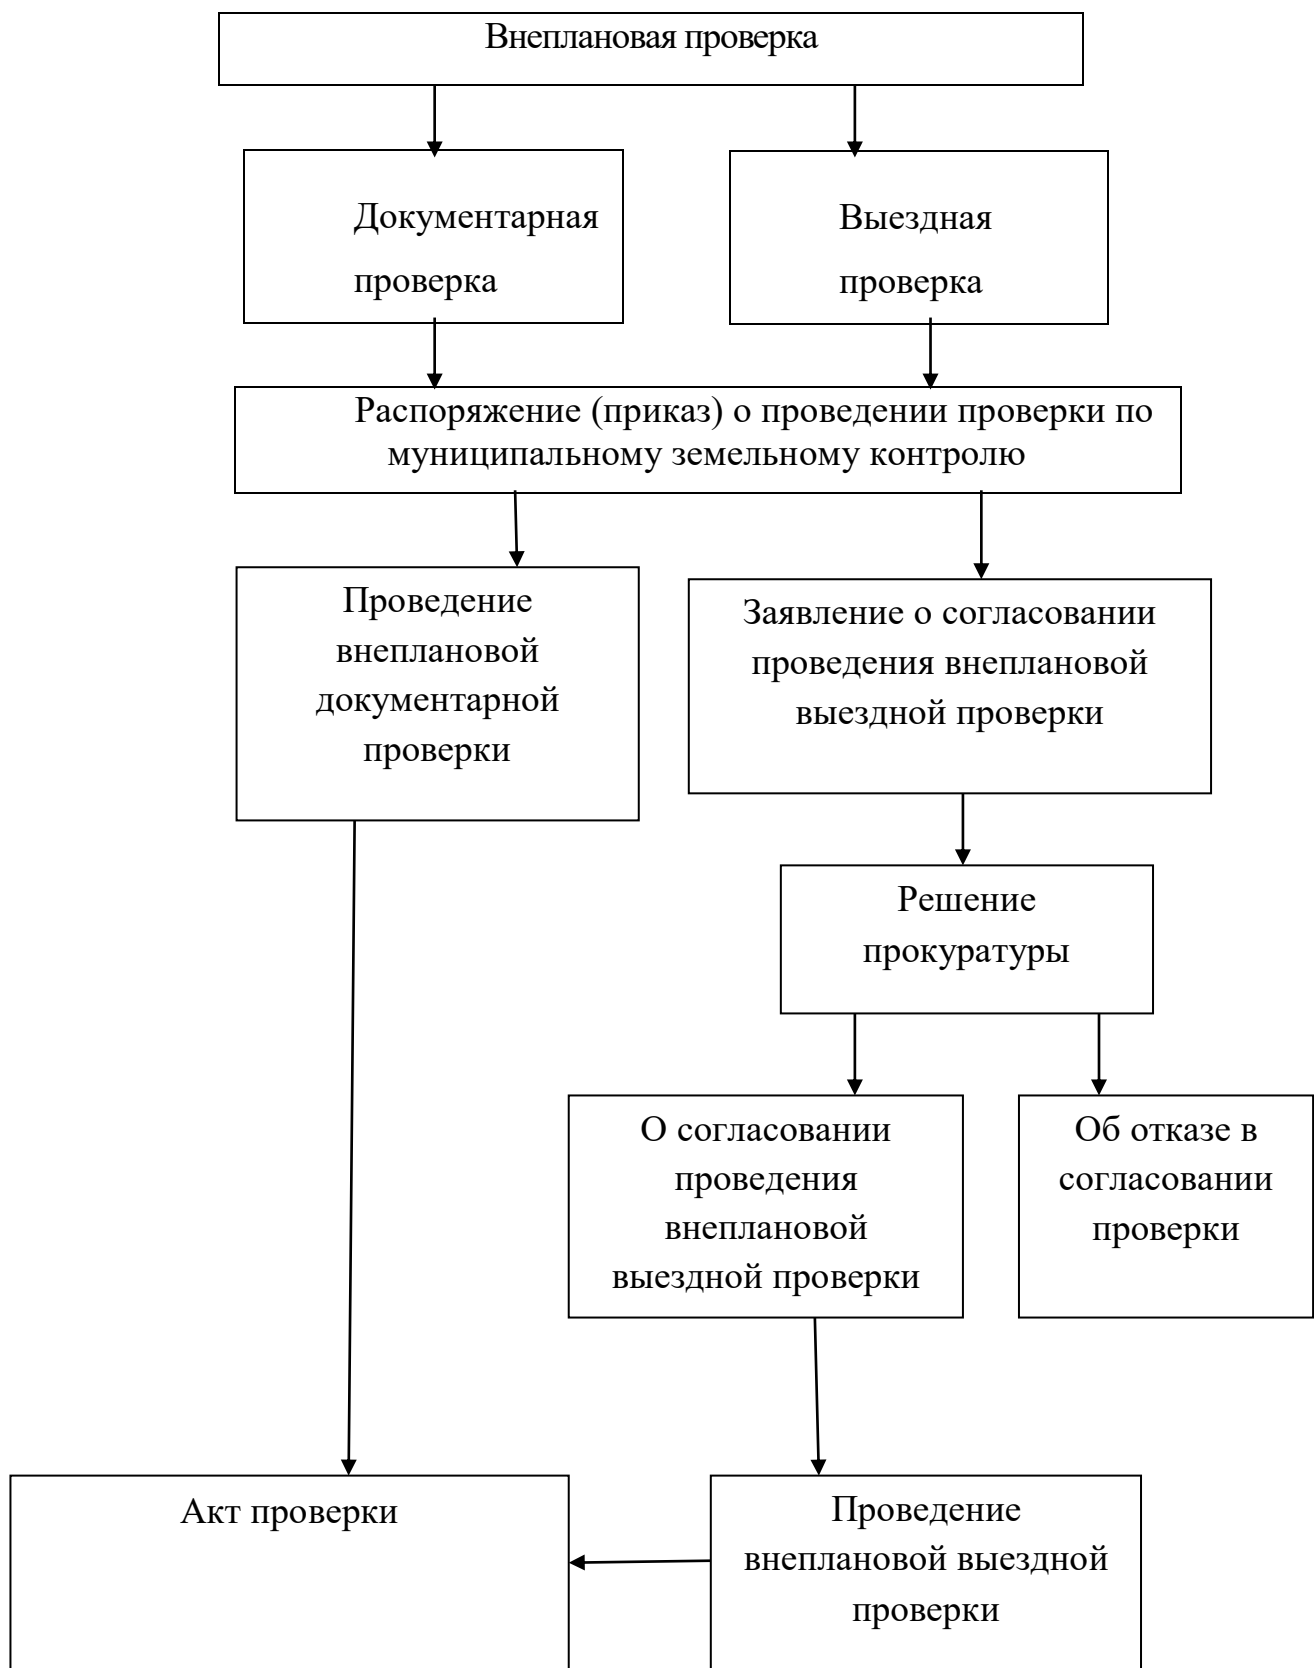 Внеплановая проверка
Документарная
проверка
Выездная
проверка
Распоряжение (приказ) о проведении проверки по
муниципальному земельному контролю
Проведение
внеплановой
документарной
проверки
Заявление о согласовании
проведения внеплановой
выездной проверки
Решение
прокуратуры
О согласовании
проведения
внеплановой
выездной проверки
Об отказе в
согласовании
проверки
Акт проверки
Проведение
внеплановой выездной
проверки